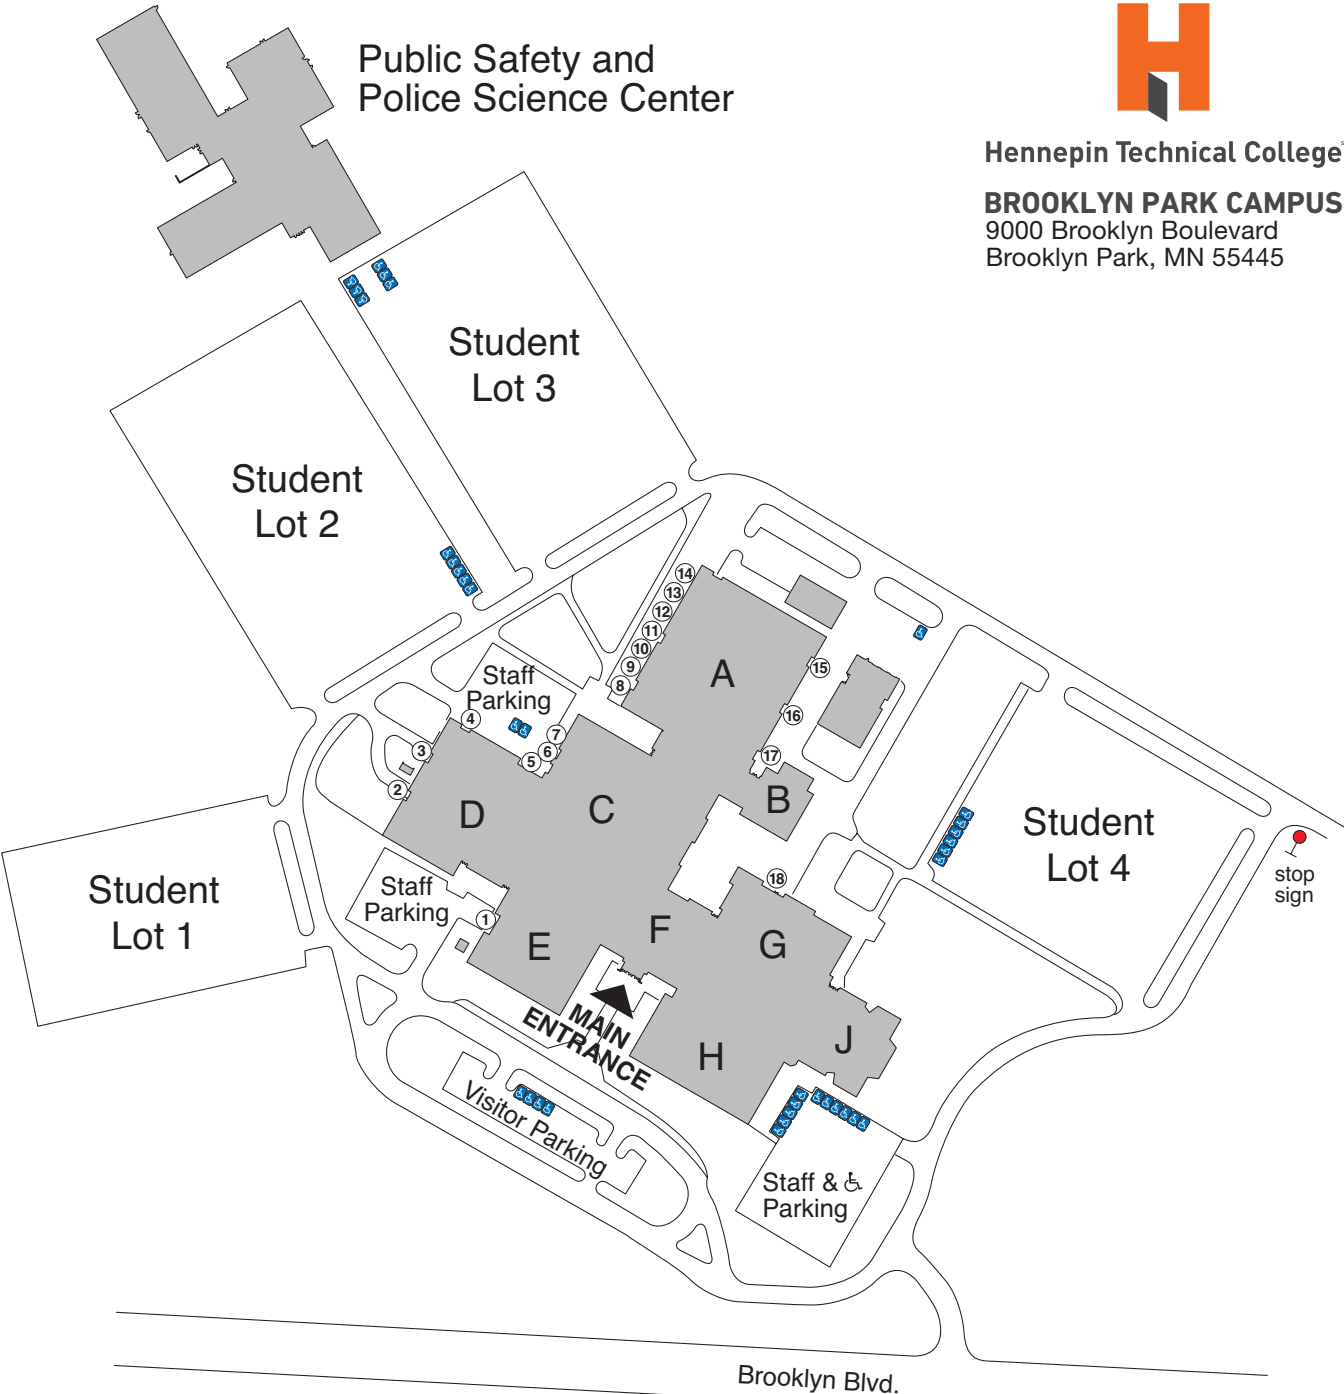 Public Safety and
Police Science Center
Hennepin Technical College
BROOKLYN PARK CAMPUS
9000 Brooklyn Boulevard
Brooklyn Park, MN 55445
Student
Lot 3
Student
Lot 2
14
13
12
11
10
9
8
A
15
16
17
B
Staff
Parking
4
7
6
5
3
2
D
C
Student
Lot 4
stop
sign
Student
Lot 1
Staff
Parking
1
18
E
F
G
MAIN
ENTRANCE
H
J
Visitor Parking
Staff &
Parking
Brooklyn Blvd.